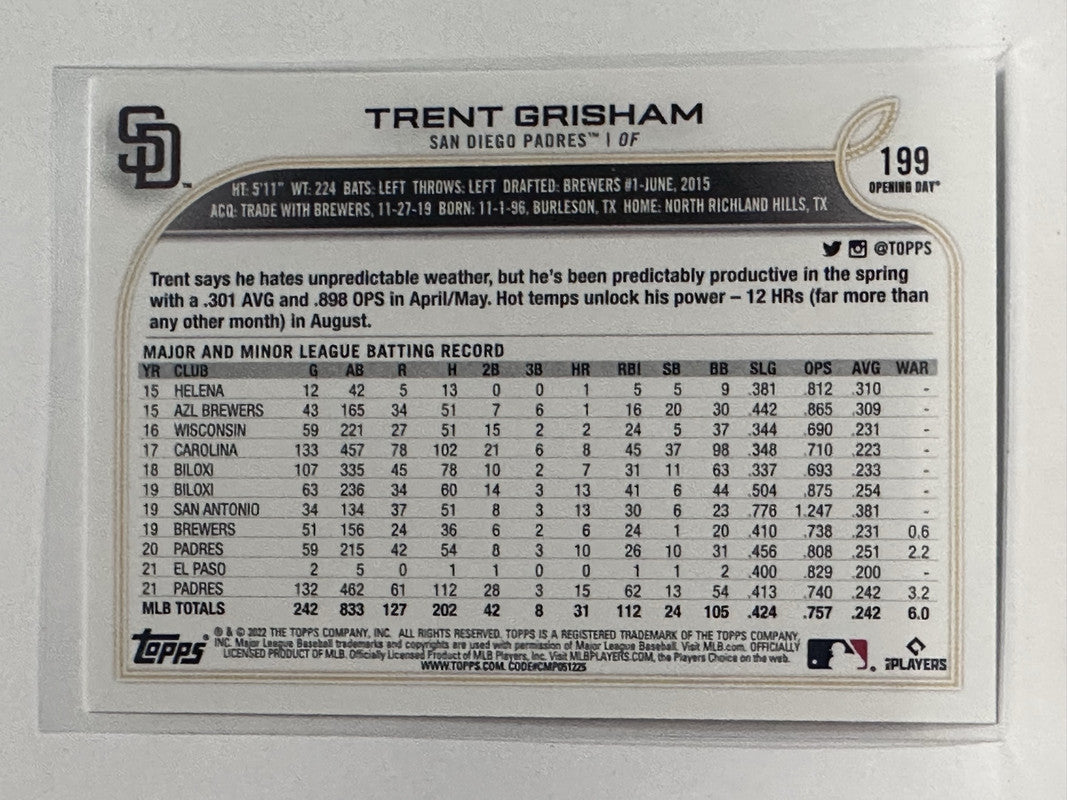 SD™
TRENT GRISHAM
SAN DIEGO PADRES™ | OF
199
OPENING DAY®
HT: 5'11" WT: 224 BATS: LEFT THROWS: LEFT DRAFTED: BREWERS #1-JUNE, 2015
ACQ: TRADE WITH BREWERS, 11-27-19 BORN: 11-1-96, BURLESON, TX HOME: NORTH RICHLAND HILLS, TX
@TOPPS
Trent says he hates unpredictable weather, but he's been predictably productive in the spring
with a .301 AVG and .898 OPS in April/May. Hot temps unlock his power – 12 HRs (far more than
any other month) in August.
MAJOR AND MINOR LEAGUE BATTING RECORD
YR CLUB G AB R H 2B 3B HR RBI SB BB SLG OPS AVG WAR
15 HELENA 12 42 5 13 0 0 1 5 5 9 .381 .812 .310 -
15 AZL BREWERS 43 165 34 51 7 6 1 16 20 30 .442 .865 .309 -
16 WISCONSIN 59 221 27 51 15 2 2 24 5 37 .344 .690 .231 -
17 CAROLINA 133 457 78 102 21 6 8 45 37 98 .348 .710 .223 -
18 BILOXI 107 335 45 78 10 2 7 31 11 63 .337 .693 .233 -
19 BILOXI 63 236 34 60 14 3 13 41 6 44 .504 .875 .254 -
19 SAN ANTONIO 34 134 37 51 8 3 13 30 6 23 .776 1.247 .381 -
19 BREWERS 51 156 24 36 6 2 6 24 1 20 .410 .738 .231 0.6
20 PADRES 59 215 42 54 8 3 10 26 10 31 .456 .808 .251 2.2
21 EL PASO 2 5 0 1 1 0 0 1 1 2 .400 .829 .200 -
21 PADRES 132 462 61 112 28 3 15 62 13 54 .413 .740 .242 3.2
MLB TOTALS 242 833 127 202 42 8 31 112 24 105 .424 .757 .242 6.0
Topps®
® & © 2022 THE TOPPS COMPANY, INC. ALL RIGHTS RESERVED. TOPPS IS A REGISTERED TRADEMARK OF THE TOPPS COMPANY,
INC. Major League Baseball trademarks and copyrights are used with permission of Major League Baseball. Visit MLB.com. OFFICIALLY
LICENSED PRODUCT OF MLB. Officially Licensed Product of MLB Players, Inc. Visit MLBPLAYERS.COM, the Players Choice on the web.
WWW.TOPPS.COM. CODE#CMP051225
PLAYERS